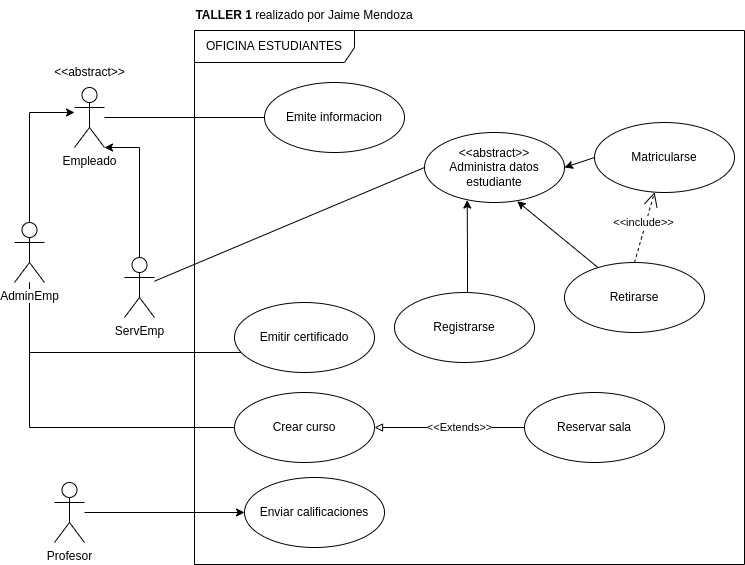 TALLER 1 realizado por Jaime Mendoza
OFICINA ESTUDIANTES
<<abstract>>
Empleado
Emite informacion
<<abstract>>
Administra datos
estudiante
Matricularse
<<include>>
AdminEmp
ServEmp
Retirarse
Registrarse
Emitir certificado
Crear curso
<<Extends>>
Reservar sala
Profesor
Enviar calificaciones